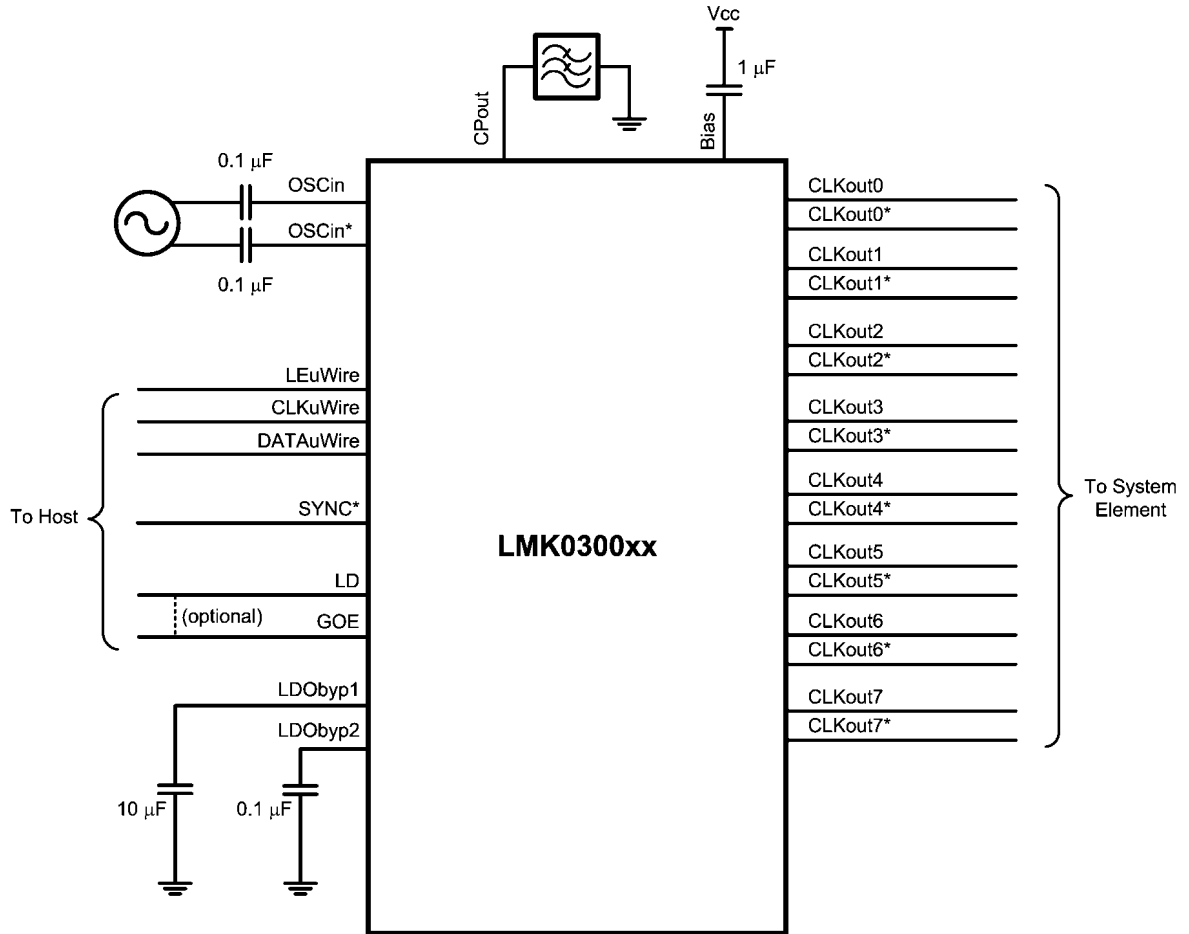 Vcc
1 μF
CPout
Bias
0.1 μF
OSCin
OSCin*
0.1 μF
LEuWire
CLKuWire
DATAuWire
To Host
SYNC*
LD
(optional)
GOE
LDObyp1
LDObyp2
10 μF
0.1 μF
LMK0300xx
CLKout0
CLKout0*
CLKout1
CLKout1*
CLKout2
CLKout2*
CLKout3
CLKout3*
CLKout4
CLKout4*
CLKout5
CLKout5*
CLKout6
CLKout6*
CLKout7
CLKout7*
To System
Element